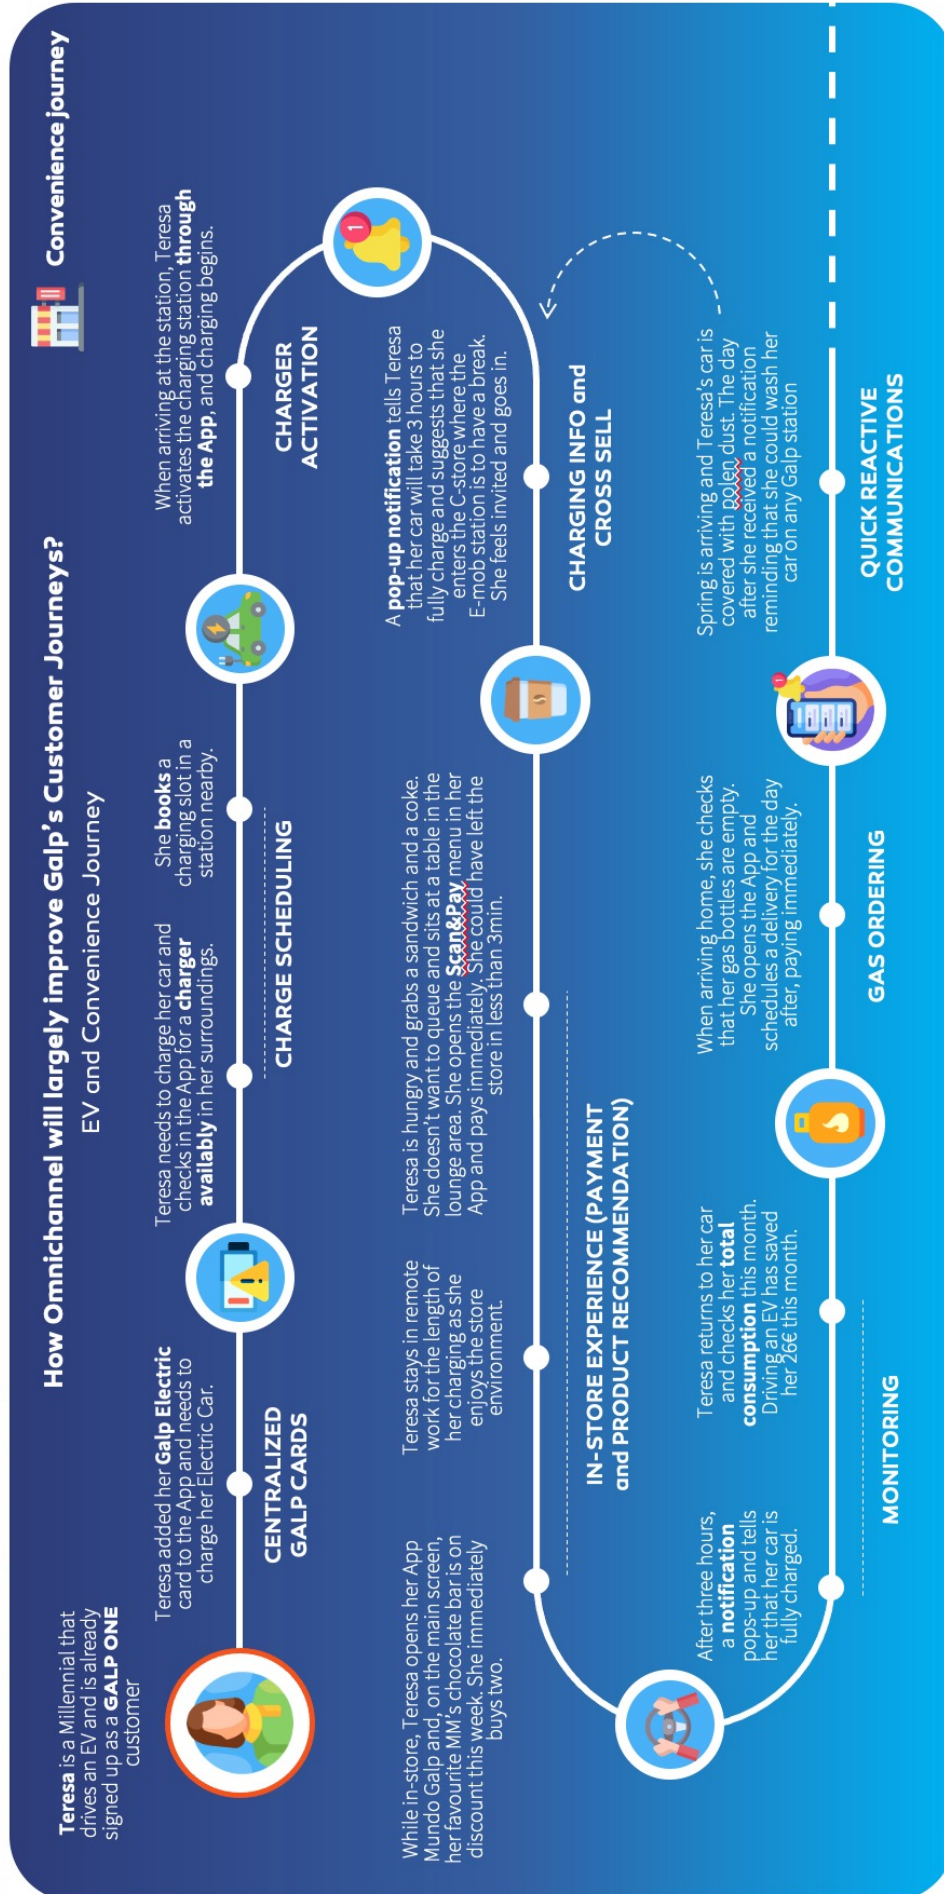 How Omnichannel will largely improve Galp's Customer Journeys?
EV and Convenience Journey
Convenience journey
Teresa is a Millennial that
drives an EV and is already
signed up as a GALP ONE
customer
Teresa added her Galp Electric
card to the App and needs to
charge her Electric Car.
CENTRALIZED
GALP CARDS
Teresa needs to charge her car and
checks in the App for a charger
availably in her surroundings.
She books a
charging slot in a
station nearby.
CHARGE SCHEDULING
When arriving at the station, Teresa
activates the charging station through
the App, and charging begins.
CHARGER
ACTIVATION
1
A pop-up notification tells Teresa
that her car will take 3 hours to
fully charge and suggests that she
enters the C-store where the
E-mob station is to have a break.
She feels invited and goes in.
CHARGING INFO and
CROSS SELL
Teresa is hungry and grabs a sandwich and a coke.
She doesn't want to queue and sits at a table in the
lounge area. She opens the Scan&Pay menu in her
App and pays immediately. She could have left the
store in less than 3min.
Teresa stays in remote
work for the length of
her charging as she
enjoys the store
environment.
While in-store, Teresa opens her App
Mundo Galp and, on the main screen,
her favourite MM's chocolate bar is on
discount this week. She immediately
buys two.
IN-STORE EXPERIENCE (PAYMENT
and PRODUCT RECOMMENDATION)
After three hours,
a notification
pops-up and tells
her that her car is
fully charged.
Teresa returns to her car
and checks her total
consumption this month.
Driving an EV has saved
her 26€ this month.
MONITORING
When arriving home, she checks
that her gas bottles are empty.
She opens the App and
schedules a delivery for the day
after, paying immediately.
GAS ORDERING
1
Spring is arriving and Teresa's car is
covered with polen dust. The day
after she received a notification
reminding that she could wash her
car on any Galp station
QUICK REACTIVE
COMMUNICATIONS